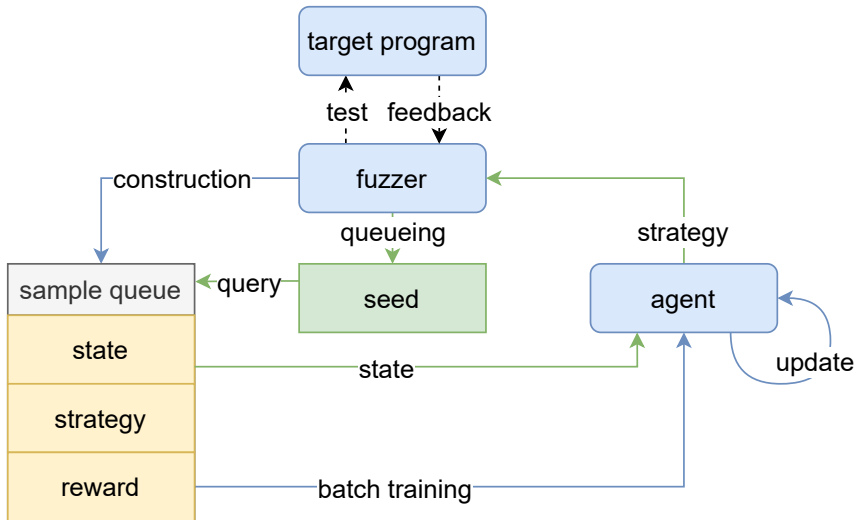 target program
test
feedback
construction
fuzzer
queueing
strategy
sample queue
query
seed
agent
state
state
update
strategy
reward
batch training